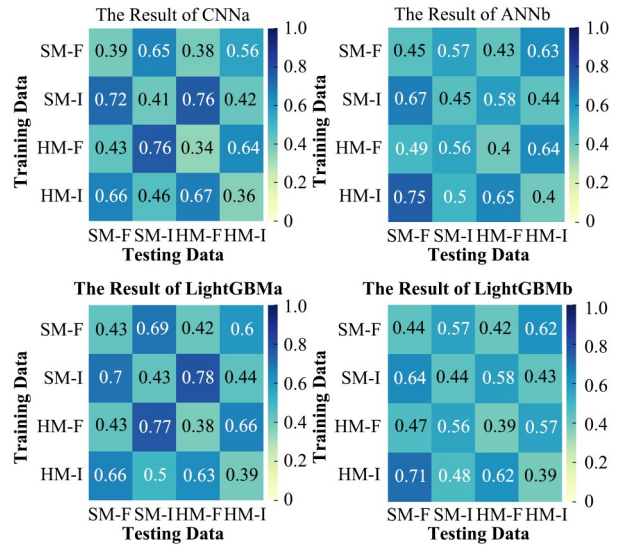 The Result of CNNa
1.0
SM-F 0.39 0.65 0.38 0.56
0.8
SM-I 0.72 0.41 0.76 0.42
0.6
0.4
HM-F 0.43 0.76 0.34 0.64
0.2
HM-I 0.66 0.46 0.67 0.36
0
SM-F SM-I HM-F HM-I
Training Data
Testing Data
The Result of ANNb
1.0
SM-F 0.45 0.57 0.43 0.63
0.8
SM-I 0.67 0.45 0.58 0.44
0.6
0.4
HM-F 0.49 0.56 0.4 0.64
0.2
HM-I 0.75 0.5 0.65 0.4
0
SM-F SM-I HM-F HM-I
Training Data
Testing Data
The Result of LightGBMa
1.0
SM-F 0.43 0.69 0.42 0.6
0.8
SM-I 0.7 0.43 0.78 0.44
0.6
0.4
HM-F 0.43 0.77 0.38 0.66
0.2
HM-I 0.66 0.5 0.63 0.39
0
SM-F SM-I HM-F HM-I
Training Data
Testing Data
The Result of LightGBMb
1.0
SM-F 0.44 0.57 0.42 0.62
0.8
SM-I 0.64 0.44 0.58 0.43
0.6
0.4
HM-F 0.47 0.56 0.39 0.57
0.2
HM-I 0.71 0.48 0.62 0.39
0
SM-F SM-I HM-F HM-I
Training Data
Testing Data